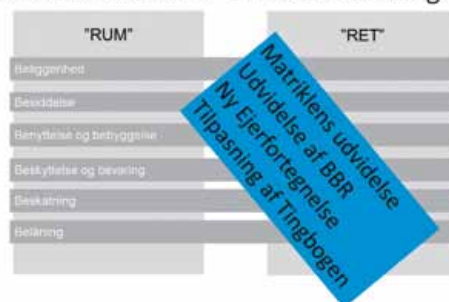 "RUM"
"RET"
Beliggenhed
Besiddelse
Benyttelse og bebyggelse
Beskyttelse og bevaring
Beskatning
Belåning
Matriklens udvidelse
Udvidelse af BBR
Ny Ejerfortegnelse
Tilpasning af Tingbogen